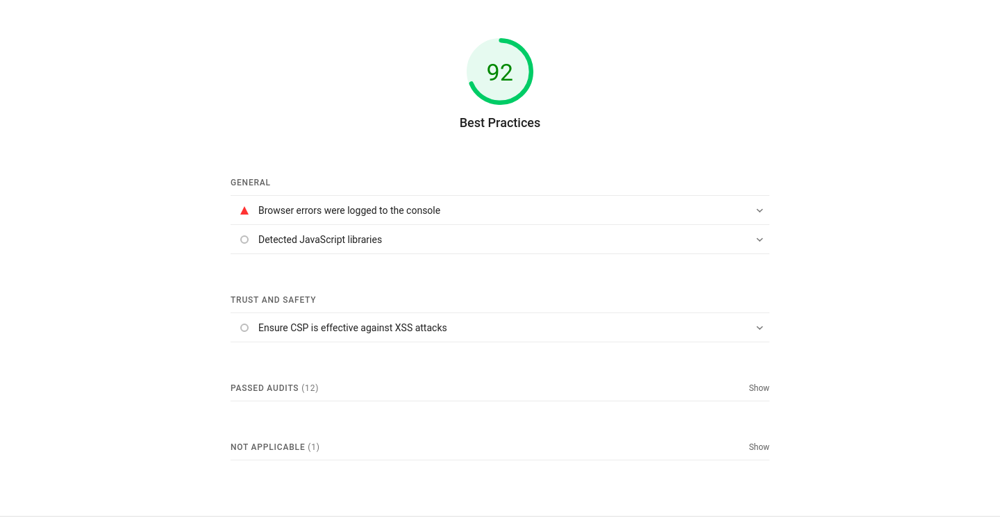 92
Best Practices
GENERAL
Browser errors were logged to the console
Detected JavaScript libraries
TRUST AND SAFETY
Ensure CSP is effective against XSS attacks
PASSED AUDITS (12) Show
NOT APPLICABLE (1) Show